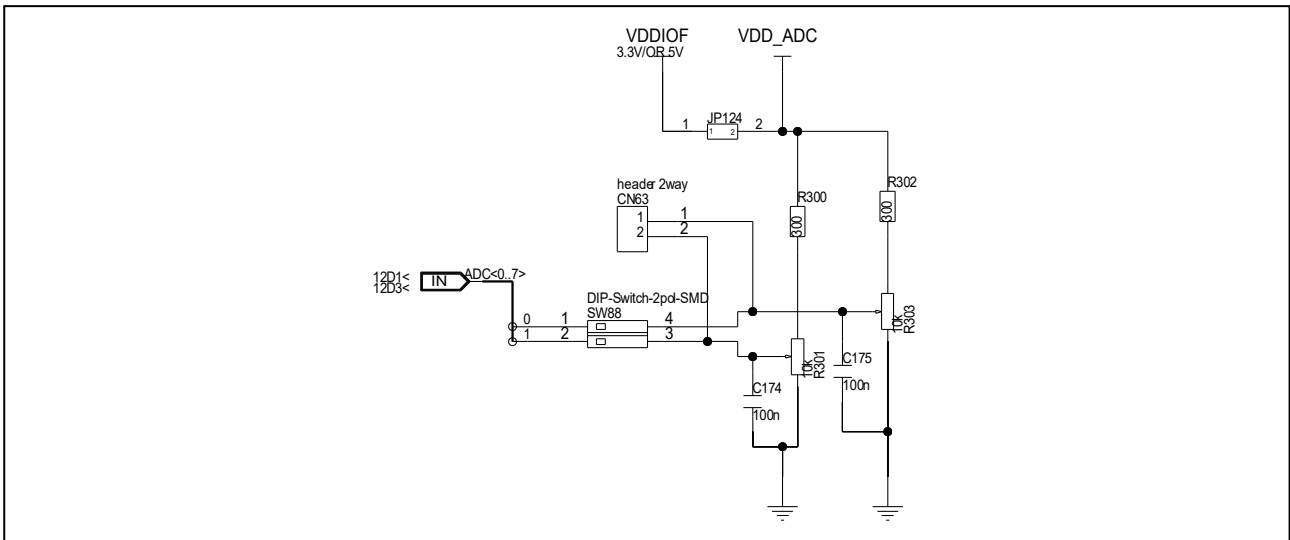 VDDIOF VDD_ADC
3.3V/OR 5V
JP124
1 1 2 2
R302
300
header 2way
CN63
R300
300
1 1
2 2
12D1< IN ADC<0..7>
12D3<
DIP-Switch-2pol-SMD
SW88
0 1 4
1 2 3
10k
R303
10k
R301
C175
100n
C174
100n